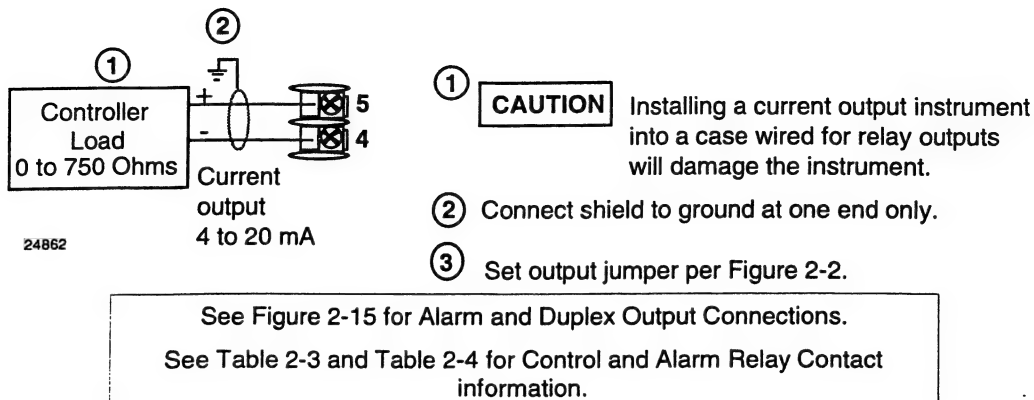 ②
①
Controller
Load
0 to 750 Ohms
+
-
5
4
Current
output
4 to 20 mA
24862
① CAUTION Installing a current output instrument
into a case wired for relay outputs
will damage the instrument.
② Connect shield to ground at one end only.
③ Set output jumper per Figure 2-2.
See Figure 2-15 for Alarm and Duplex Output Connections.
See Table 2-3 and Table 2-4 for Control and Alarm Relay Contact
information.